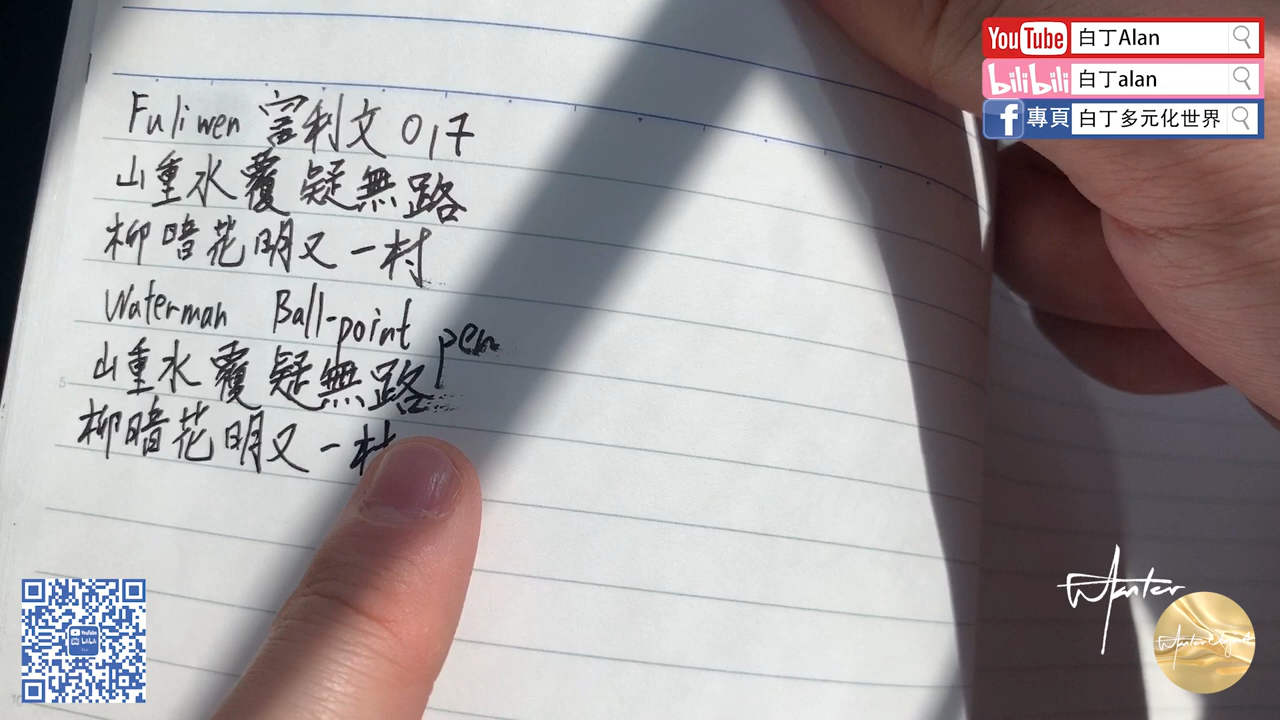 Fuliwen 富利文 0,7
山重水覆疑無路
柳暗花明又一村
Waterman Ball-point pen
山重水覆疑無路
柳暗花明又一村
YouTube 白丁Alan
bilibili 白丁alan
f 專頁 白丁多元化世界